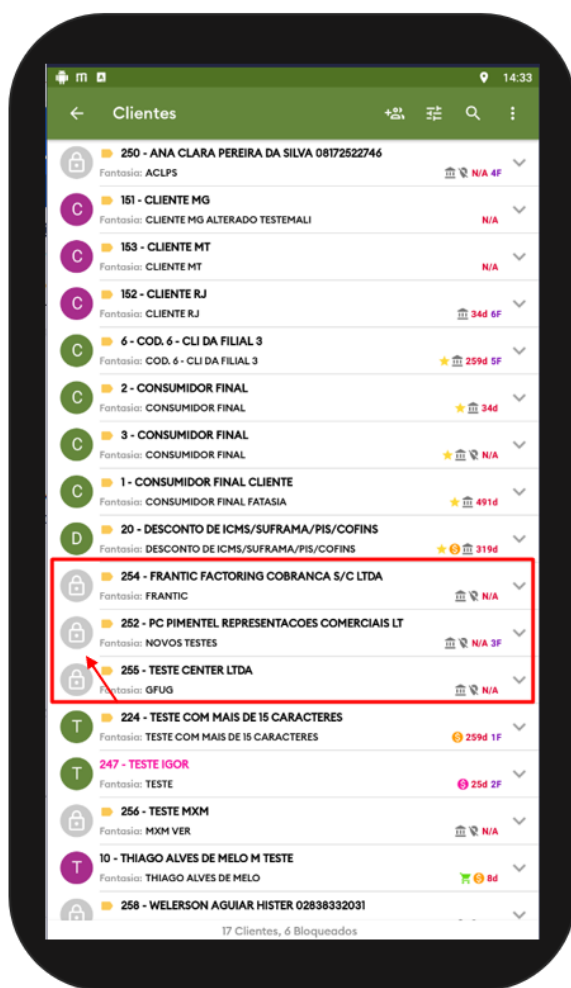 14:33
Clientes
250 - ANA CLARA PEREIRA DA SILVA 08172522746
Fantasia: ACLPS N/A 4F
C 151 - CLIENTE MG
Fantasia: CLIENTE MG ALTERADO TESTEMALI N/A
C 153 - CLIENTE MT
Fantasia: CLIENTE MT N/A
C 152 - CLIENTE RJ
Fantasia: CLIENTE RJ 34d 6F
C 6 - COD. 6 - CLI DA FILIAL 3
Fantasia: COD. 6 - CLI DA FILIAL 3 259d 5F
C 2 - CONSUMIDOR FINAL
Fantasia: CONSUMIDOR FINAL 34d
C 3 - CONSUMIDOR FINAL
Fantasia: CONSUMIDOR FINAL N/A
C 1 - CONSUMIDOR FINAL CLIENTE
Fantasia: CONSUMIDOR FINAL FATASIA 491d
D 20 - DESCONTO DE ICMS/SUFRAMA/PIS/COFINS
Fantasia: DESCONTO DE ICMS/SUFRAMA/PIS/COFINS 319d
254 - FRANTIC FACTORING COBRANCA S/C LTDA
Fantasia: FRANTIC N/A
252 - PC PIMENTEL REPRESENTACOES COMERCIAIS LT
Fantasia: NOVOS TESTES N/A 3F
255 - TESTE CENTER LTDA
Fantasia: GFUG N/A
T 224 - TESTE COM MAIS DE 15 CARACTERES
Fantasia: TESTE COM MAIS DE 15 CARACTERES 259d 1F
T 247 - TESTE IGOR
Fantasia: TESTE 25d 2F
256 - TESTE MXM
Fantasia: MXM VER N/A
T 10 - THIAGO ALVES DE MELO M TESTE
Fantasia: THIAGO ALVES DE MELO 8d
258 - WELERSON AGUIAR HISTER 02838332031
17 Clientes, 6 Bloqueados